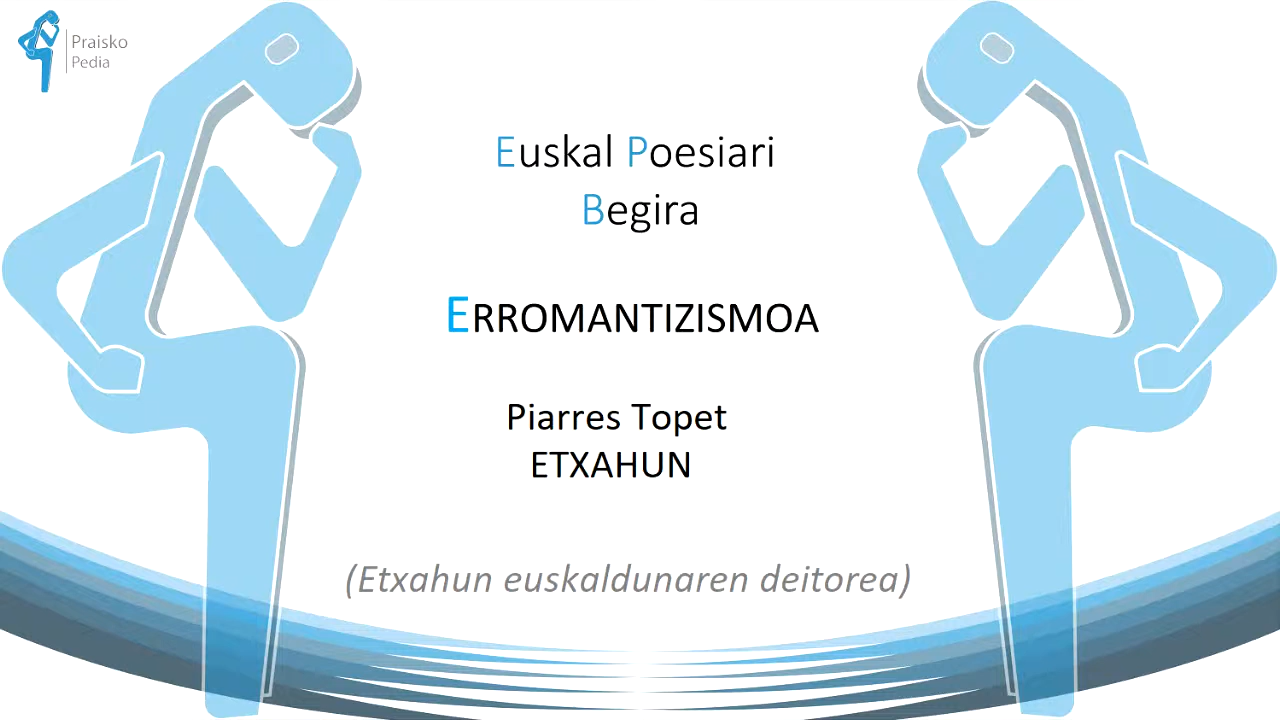 Praisko
Pedia
Euskal Poesiari
Begira
ERROMANTIZISMOA
Piarres Topet
ETXAHUN
(Etxahun euskaldunaren deitorea)